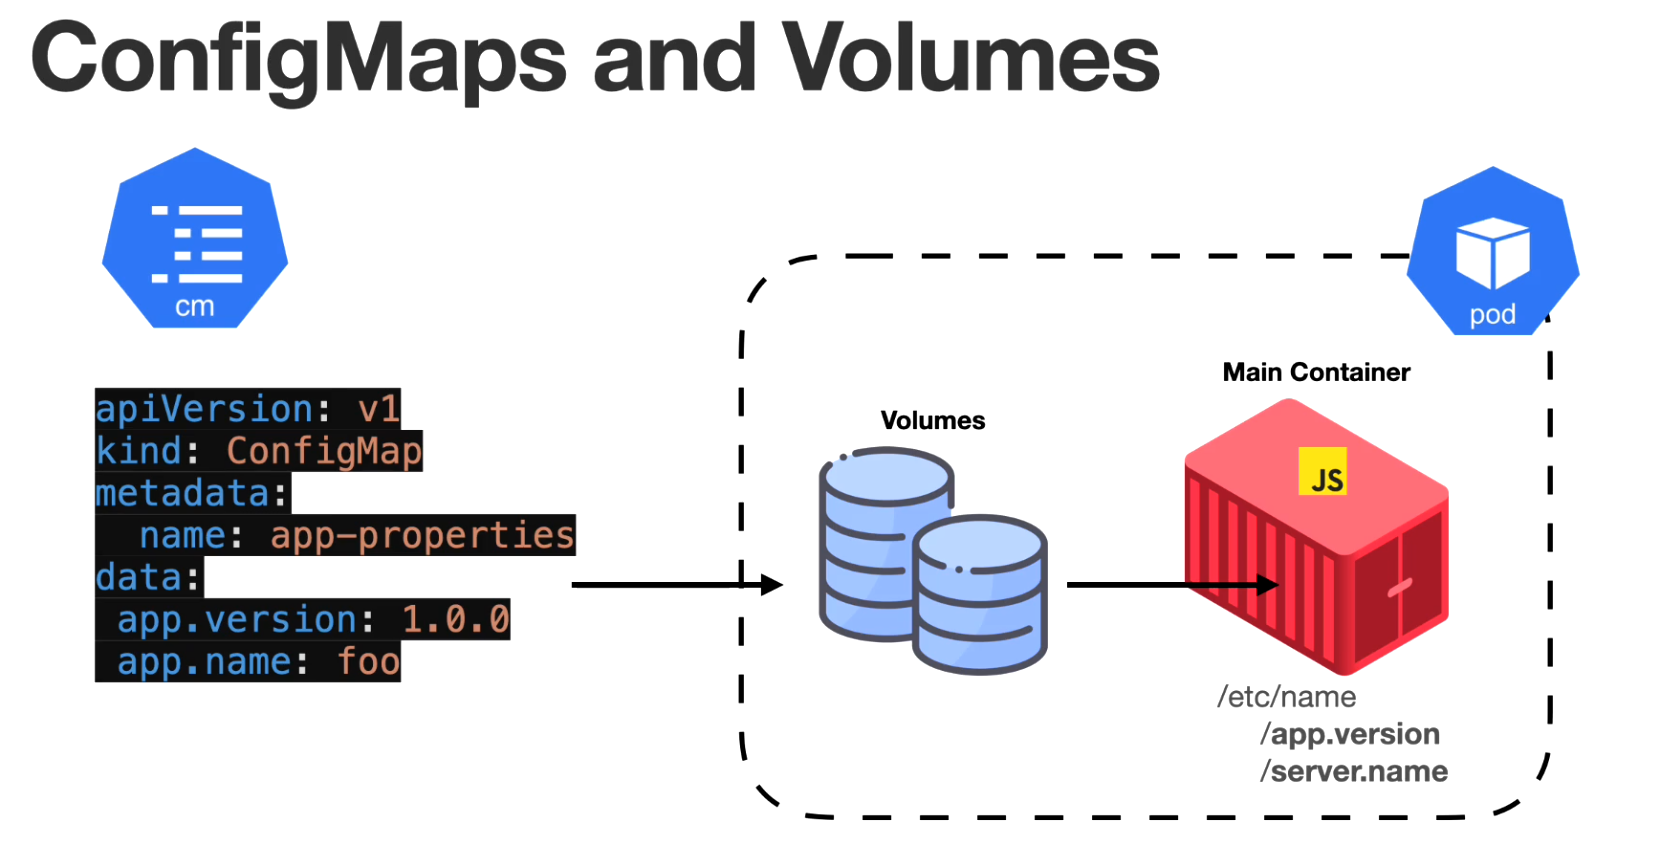 ConfigMaps and Volumes
cm
apiVersion: v1
kind: ConfigMap
metadata:
  name: app-properties
data:
 app.version: 1.0.0
 app.name: foo
pod
Volumes
Main Container
JS
/etc/name
/app.version
/server.name